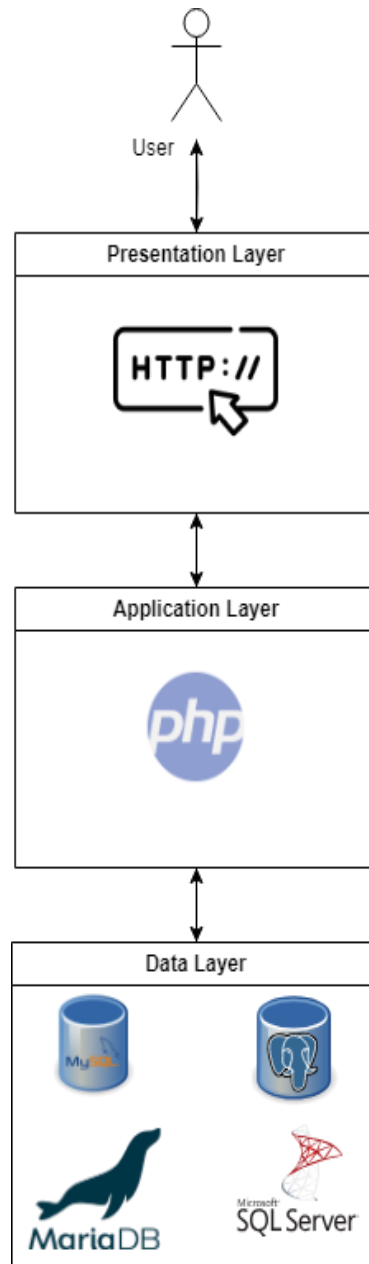 User
Presentation Layer
HTTP://
Application Layer
php
Data Layer
MySQL
MariaDB
Microsoft
SQL Server